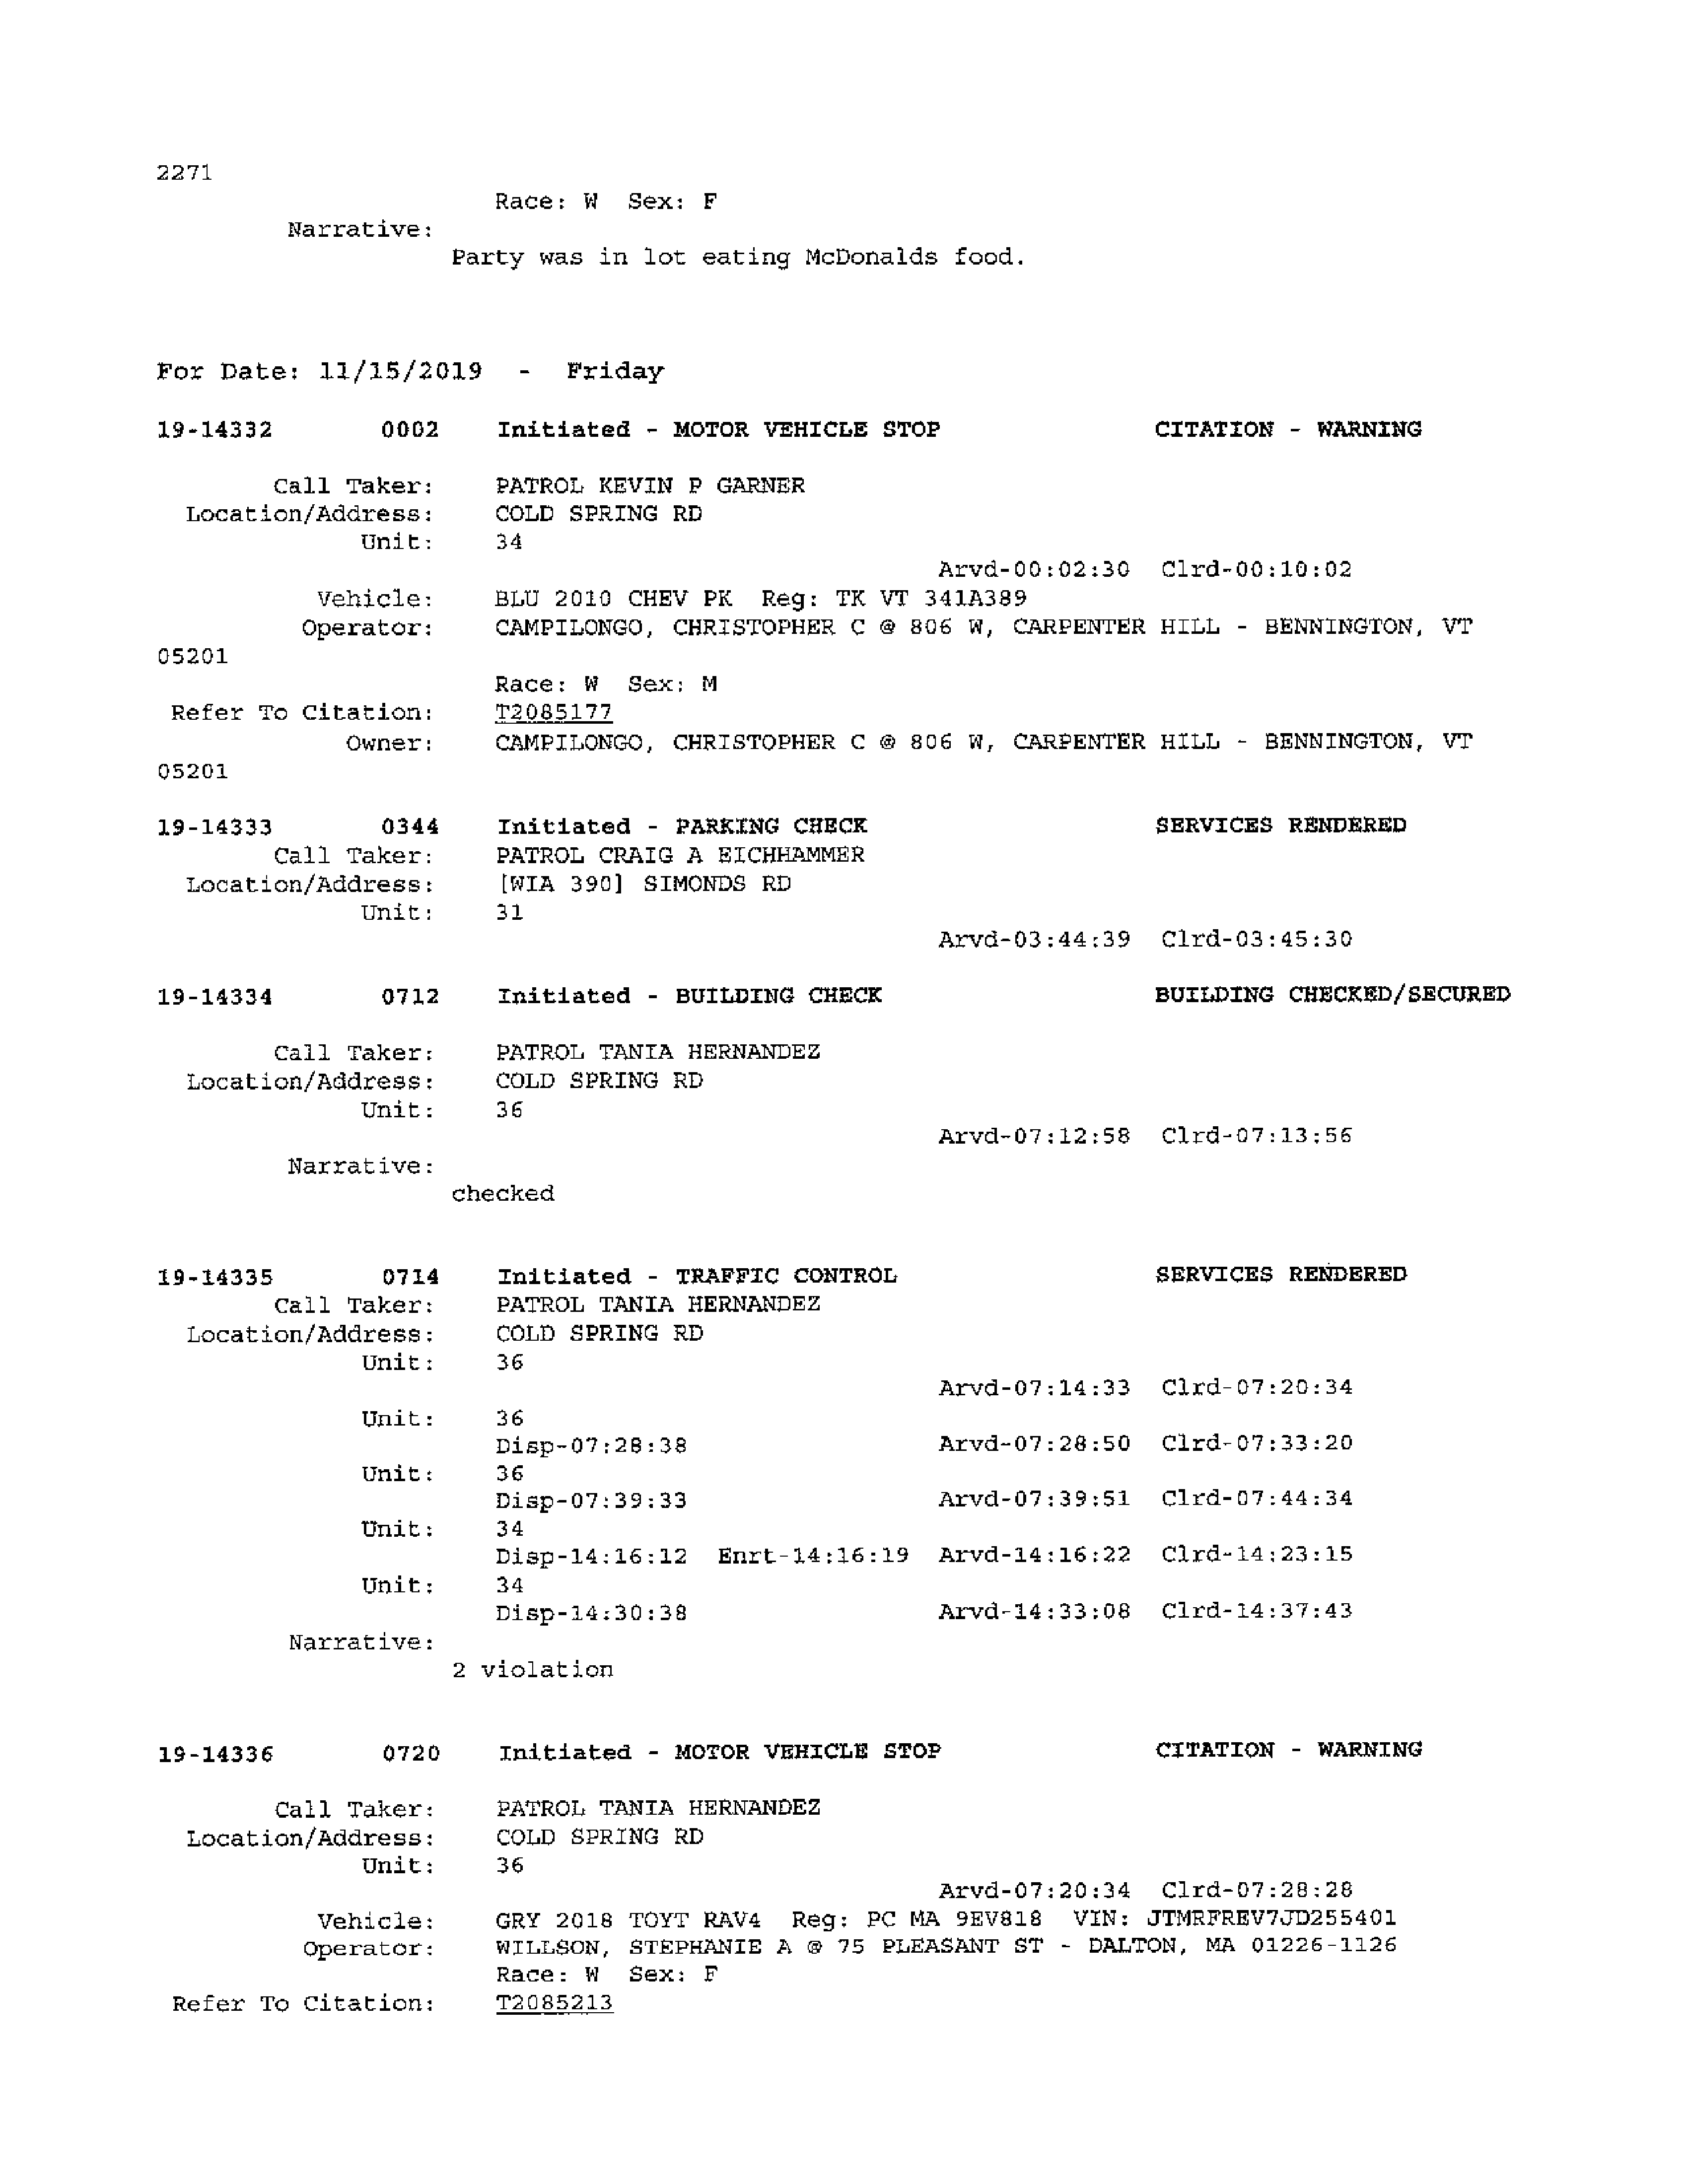 2271
Race: W Sex: F
Narrative:
Party was in lot eating McDonalds food.
For Date: 11/15/2019 - Friday
19-14332 0002 Initiated - MOTOR VEHICLE STOP CITATION - WARNING
Call Taker: PATROL KEVIN P GARNER
Location/Address: COLD SPRING RD
Unit: 34
Arvd-00:02:30 Clrd-00:10:02
Vehicle: BLU 2010 CHEV PK Reg: TK VT 341A389
Operator: CAMPILONGO, CHRISTOPHER C @ 806 W, CARPENTER HILL - BENNINGTON, VT
05201
Race: W Sex: M
Refer To Citation: T2085177
Owner: CAMPILONGO, CHRISTOPHER C @ 806 W, CARPENTER HILL - BENNINGTON, VT
05201
19-14333 0344 Initiated - PARKING CHECK SERVICES RENDERED
Call Taker: PATROL CRAIG A EICHHAMMER
Location/Address: [WIA 390] SIMONDS RD
Unit: 31
Arvd-03:44:39 Clrd-03:45:30
19-14334 0712 Initiated - BUILDING CHECK BUILDING CHECKED/SECURED
Call Taker: PATROL TANIA HERNANDEZ
Location/Address: COLD SPRING RD
Unit: 36
Arvd-07:12:58 Clrd-07:13:56
Narrative:
checked
19-14335 0714 Initiated - TRAFFIC CONTROL SERVICES RENDERED
Call Taker: PATROL TANIA HERNANDEZ
Location/Address: COLD SPRING RD
Unit: 36
Arvd-07:14:33 Clrd-07:20:34
Unit: 36
Disp-07:28:38 Arvd-07:28:50 Clrd-07:33:20
Unit: 36
Disp-07:39:33 Arvd-07:39:51 Clrd-07:44:34
Unit: 34
Disp-14:16:12 Enrt-14:16:19 Arvd-14:16:22 Clrd-14:23:15
Unit: 34
Disp-14:30:38 Arvd-14:33:08 Clrd-14:37:43
Narrative:
2 violation
19-14336 0720 Initiated - MOTOR VEHICLE STOP CITATION - WARNING
Call Taker: PATROL TANIA HERNANDEZ
Location/Address: COLD SPRING RD
Unit: 36
Arvd-07:20:34 Clrd-07:28:28
Vehicle: GRY 2018 TOYT RAV4 Reg: PC MA 9EV818 VIN: JTMRFREV7JD255401
Operator: WILLSON, STEPHANIE A @ 75 PLEASANT ST - DALTON, MA 01226-1126
Race: W Sex: F
Refer To Citation: T2085213